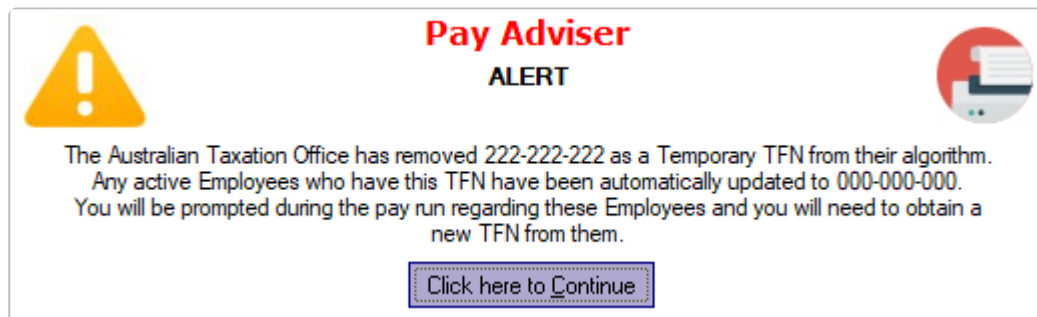 Pay Adviser
ALERT
The Australian Taxation Office has removed 222-222-222 as a Temporary TFN from their algorithm.
Any active Employees who have this TFN have been automatically updated to 000-000-000.
You will be prompted during the pay run regarding these Employees and you will need to obtain a
new TFN from them.
Click here to Continue